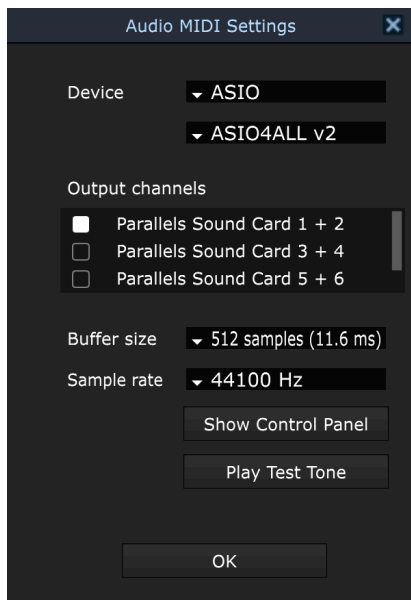 Audio MIDI Settings
Device
ASIO
ASIO4ALL v2
Output channels
Parallels Sound Card 1 + 2
Parallels Sound Card 3 + 4
Parallels Sound Card 5 + 6
Buffer size 512 samples (11.6 ms)
Sample rate 44100 Hz
Show Control Panel
Play Test Tone
OK